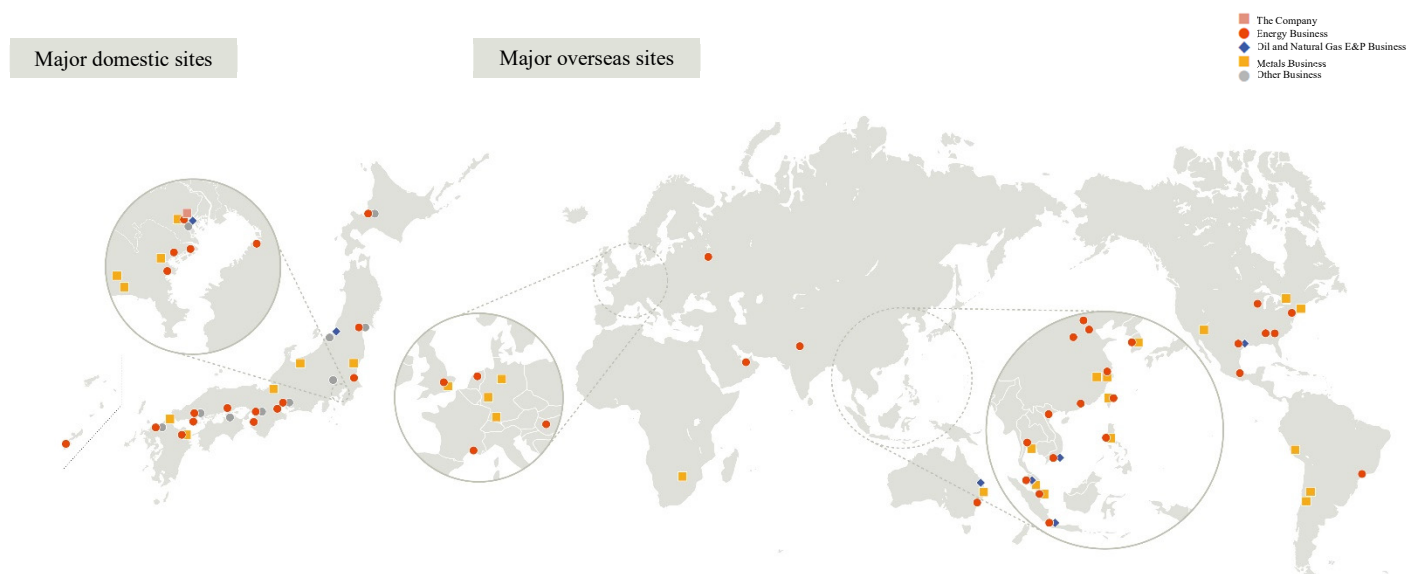 Major domestic sites
Major overseas sites
The Company
Energy Business
Oil and Natural Gas E&P Business
Metals Business
Other Business